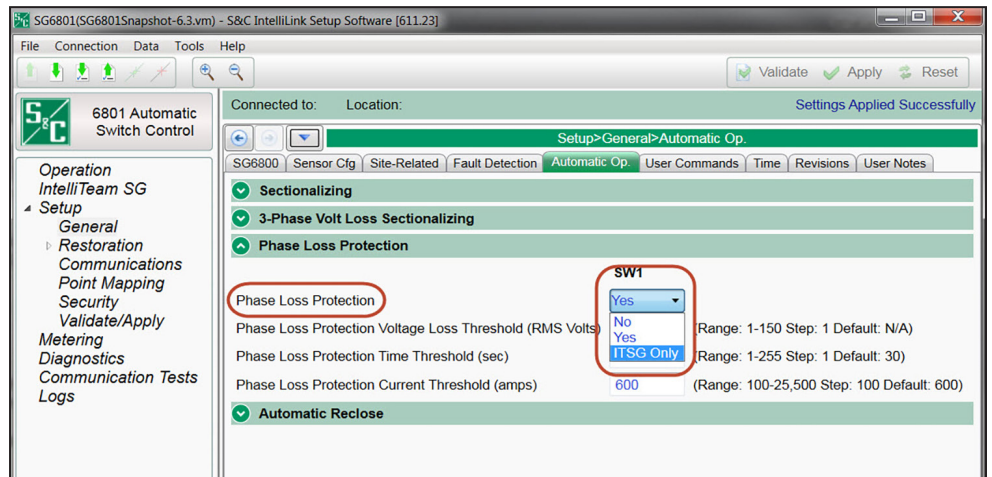 SG6801(SG6801Snapshot-6.3.vm) - S&C IntelliLink Setup Software [611.23]
File Connection Data Tools Help
Validate Apply Reset
S&C
6801 Automatic
Switch Control
Connected to: Location: Settings Applied Successfully
Setup>General>Automatic Op.
SG6800 Sensor Cfg Site-Related Fault Detection Automatic Op. User Commands Time Revisions User Notes
Operation
IntelliTeam SG
Setup
General
Restoration
Communications
Point Mapping
Security
Validate/Apply
Metering
Diagnostics
Communication Tests
Logs
Sectionalizing
3-Phase Volt Loss Sectionalizing
Phase Loss Protection
SW1
Phase Loss Protection Yes
No
Yes
ITSG Only
Phase Loss Protection Voltage Loss Threshold (RMS Volts) (Range: 1-150 Step: 1 Default: N/A)
Phase Loss Protection Time Threshold (sec) (Range: 1-255 Step: 1 Default: 30)
Phase Loss Protection Current Threshold (amps) 600 (Range: 100-25,500 Step: 100 Default: 600)
Automatic Reclose